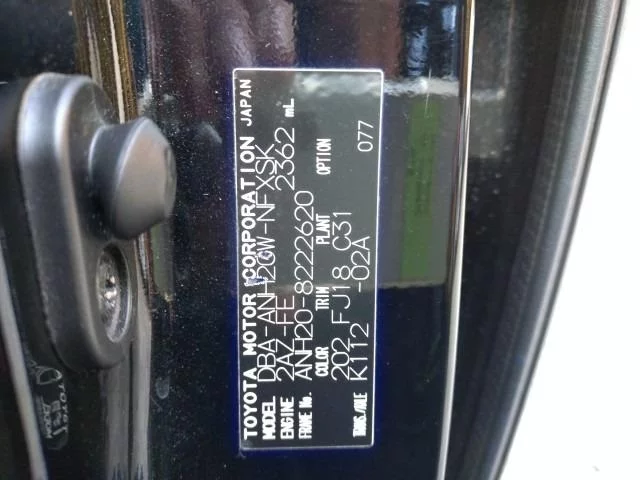 TOYOTA MOTOR CORPORATION JAPAN
MODEL DBA-ANH20W-NFXSK
ENGINE 2AZ-FE 2362 mL
FRAME No. ANH20-8222620
COLOR TRIM PLANT OPTION
202 FJ18 C31 077
TRANS./AXLE K112 -02A
TOYOTA